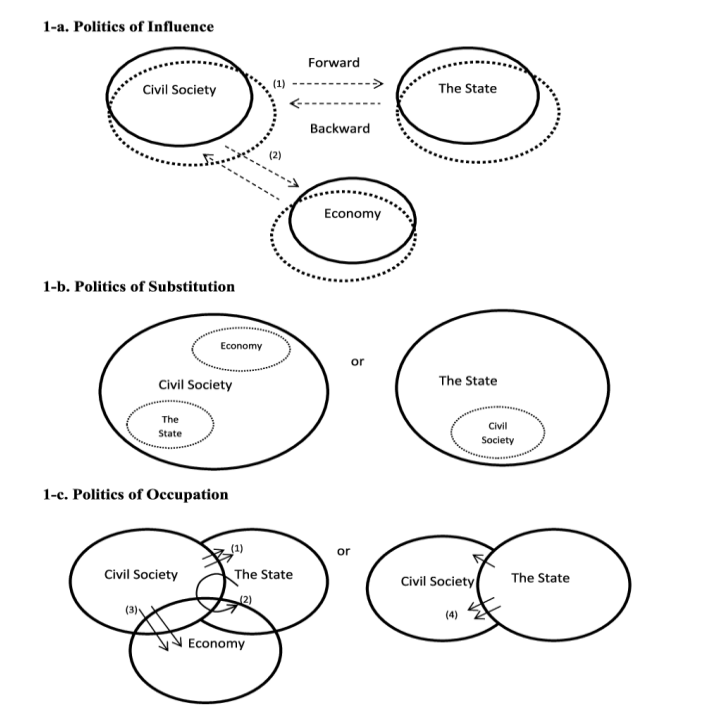 1-a. Politics of Influence
Forward
Civil Society
(1)
The State
Backward
(2)
Economy
1-b. Politics of Substitution
Economy
or
Civil Society
The State
The
State
Civil
Society
1-c. Politics of Occupation
(1)
or
Civil Society
The State
Civil Society
The State
(2)
(3)
(4)
Economy